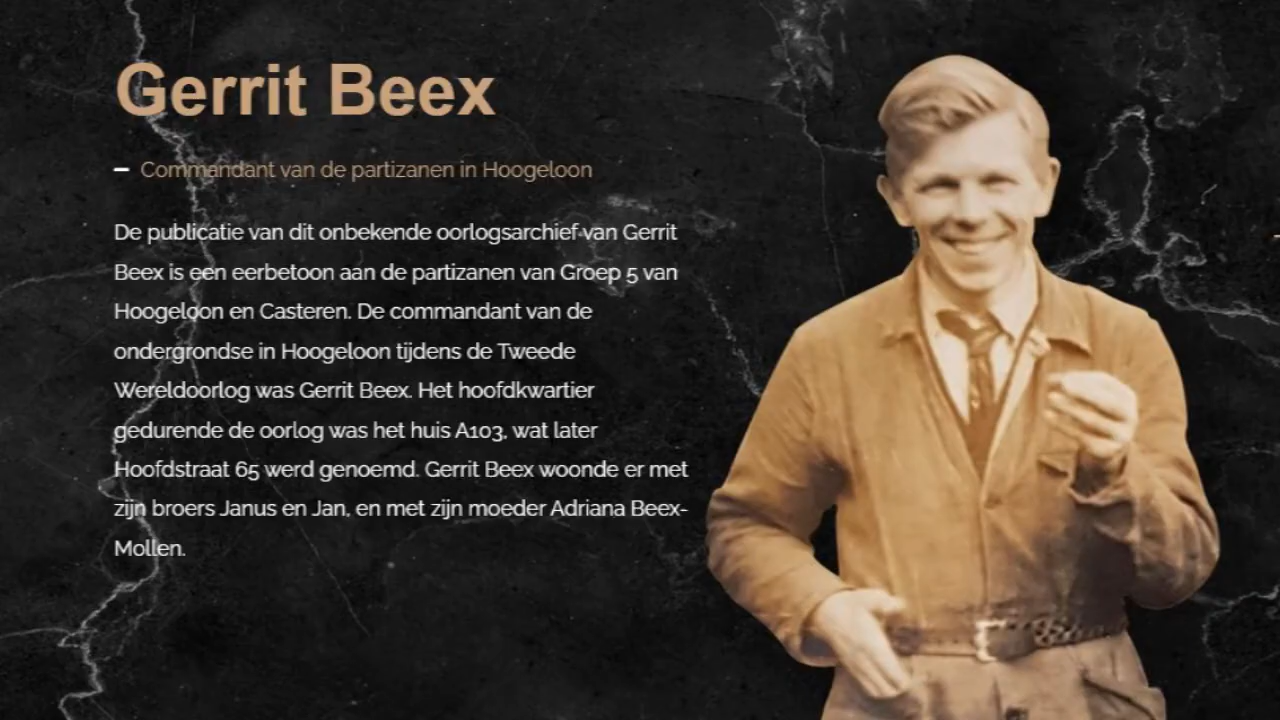 Gerrit Beex
– Commandant van de partizanen in Hoogeloon
De publicatie van dit onbekende oorlogsarchief van Gerrit
Beex is een eerbetoon aan de partizanen van Groep 5 van
Hoogeloon en Casteren. De commandant van de
ondergrondse in Hoogeloon tijdens de Tweede
Wereldoorlog was Gerrit Beex. Het hoofdkwartier
gedurende de oorlog was het huis A103, wat later
Hoofdstraat 65 werd genoemd. Gerrit Beex woonde er met
zijn broers Janus en Jan, en met zijn moeder Adriana Beex-
Mollen.